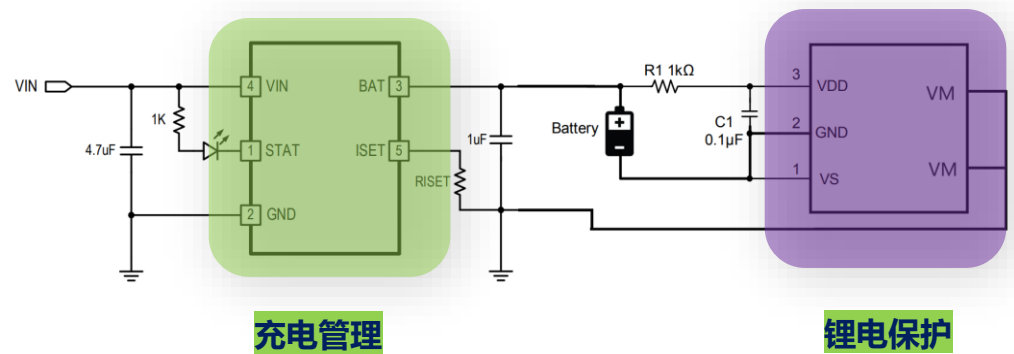 VIN
4.7uF
1K
4 VIN
1 STAT
2 GND
BAT 3
ISET 5
RISET
1uF
Battery
R1 1kΩ
C1
0.1μF
3
VDD
2
GND
1
VS
VM
VM
充电管理
锂电保护